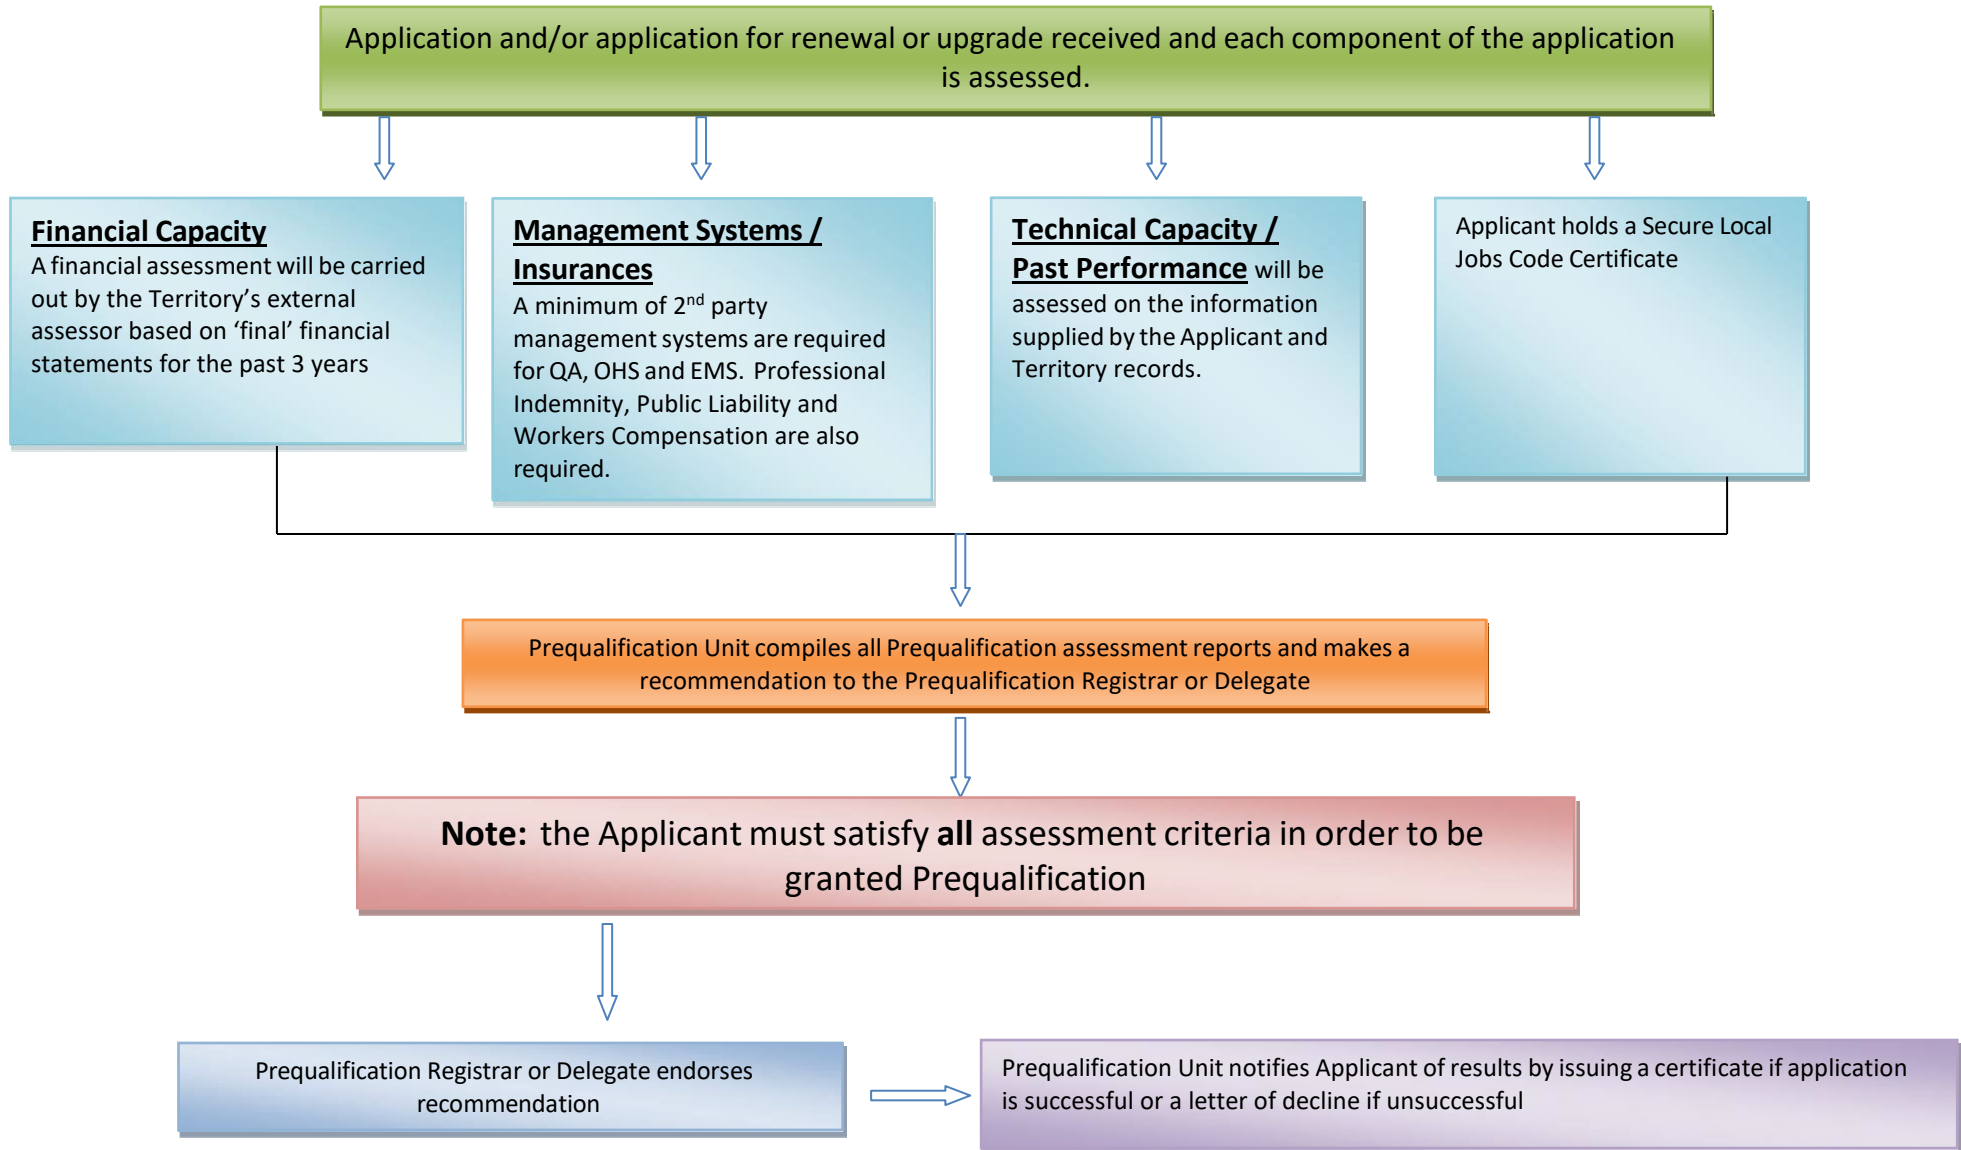 Application and/or application for renewal or upgrade received and each component of the application
is assessed.
Financial Capacity
A financial assessment will be carried
out by the Territory’s external
assessor based on ‘final’ financial
statements for the past 3 years
Management Systems /
Insurances
A minimum of 2nd party
management systems are required
for QA, OHS and EMS. Professional
Indemnity, Public Liability and
Workers Compensation are also
required.
Technical Capacity /
Past Performance will be
assessed on the information
supplied by the Applicant and
Territory records.
Applicant holds a Secure Local
Jobs Code Certificate
Prequalification Unit compiles all Prequalification assessment reports and makes a
recommendation to the Prequalification Registrar or Delegate
Note: the Applicant must satisfy all assessment criteria in order to be
granted Prequalification
Prequalification Registrar or Delegate endorses
recommendation
Prequalification Unit notifies Applicant of results by issuing a certificate if application
is successful or a letter of decline if unsuccessful